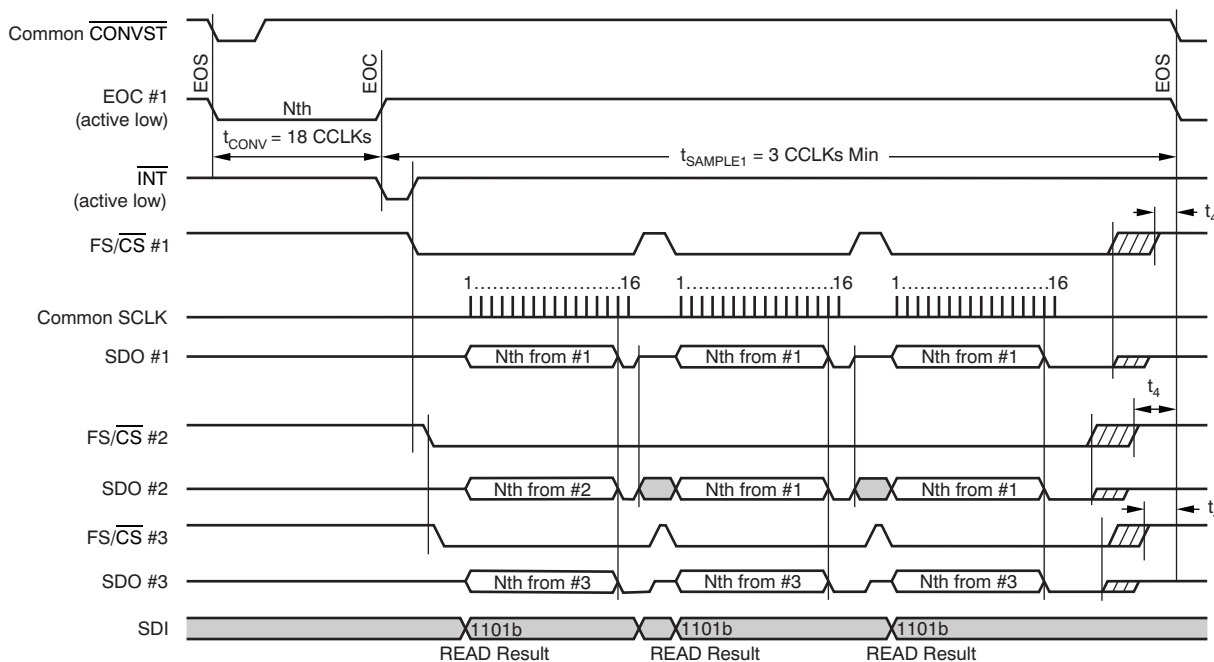 Common CONVST
EOS
EOC
EOS
EOC #1
(active low)
Nth
tCONV = 18 CCLKs
tSAMPLE1 = 3 CCLKs Min
INT
(active low)
t4
FS/CS #1
1.......................16
1.......................16
1.......................16
Common SCLK
SDO #1
Nth from #1
Nth from #1
Nth from #1
t4
FS/CS #2
SDO #2
Nth from #2
Nth from #1
Nth from #1
FS/CS #3
SDO #3
Nth from #3
Nth from #3
Nth from #3
SDI
1101b
1101b
1101b
READ Result
READ Result
READ Result